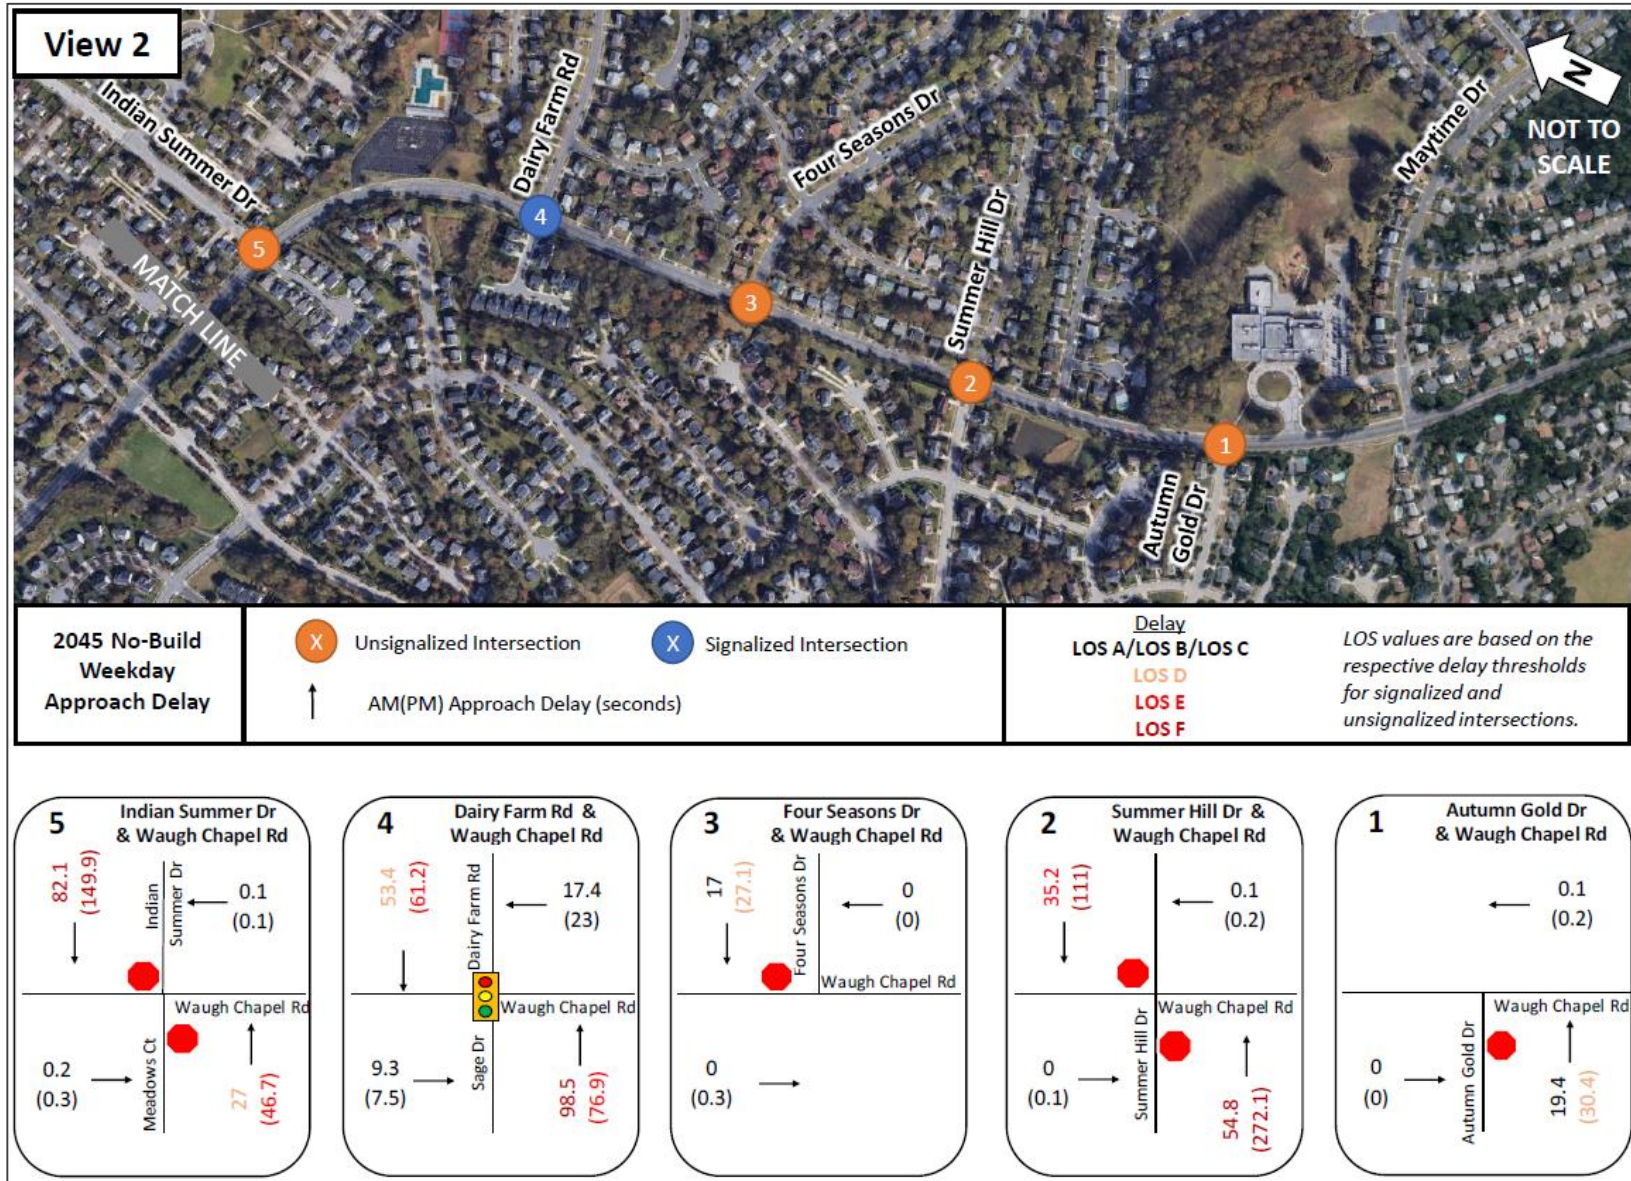 View 2
Indian Summer Dr
Dairy Farm Rd
Four Seasons Dr
Summer Hill Dr
Maytime Dr
N
NOT TO
SCALE
MATCH LINE
Autumn
Gold Dr
5
4
3
2
1
2045 No-Build
Weekday
Approach Delay
X Unsignalized Intersection
X Signalized Intersection
AM(PM) Approach Delay (seconds)
Delay
LOS A/LOS B/LOS C
LOS D
LOS E
LOS F
LOS values are based on the
respective delay thresholds
for signalized and
unsignalized intersections.
5
Indian Summer Dr
& Waugh Chapel Rd
82.1
(149.9)
Indian
Summer Dr
0.1
(0.1)
Waugh Chapel Rd
0.2
(0.3)
Meadows Ct
27
(46.7)
4
Dairy Farm Rd &
Waugh Chapel Rd
53.4
(61.2)
Dairy Farm Rd
17.4
(23)
Waugh Chapel Rd
9.3
(7.5)
Sage Dr
98.5
(76.9)
3
Four Seasons Dr
& Waugh Chapel Rd
17
(27.1)
Four Seasons Dr
0
(0)
Waugh Chapel Rd
0
(0.3)
2
Summer Hill Dr &
Waugh Chapel Rd
35.2
(111)
0.1
(0.2)
Waugh Chapel Rd
0
(0.1)
Summer Hill Dr
54.8
(272.1)
1
Autumn Gold Dr
& Waugh Chapel Rd
0.1
(0.2)
Waugh Chapel Rd
0
(0)
Autumn Gold Dr
19.4
(30.4)